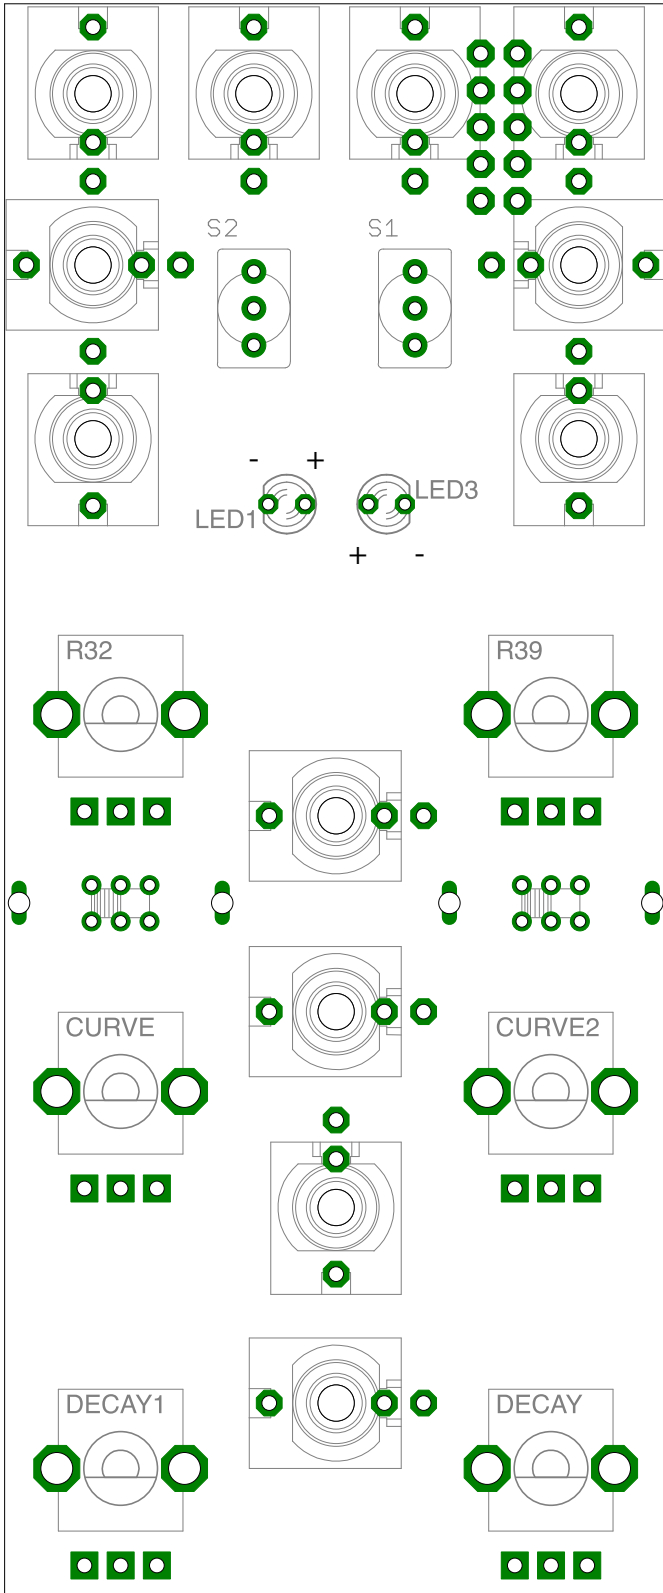 S2 S1
- +
LED1 LED3
+ -
R32 R39
CURVE CURVE2
DECAY1 DECAY